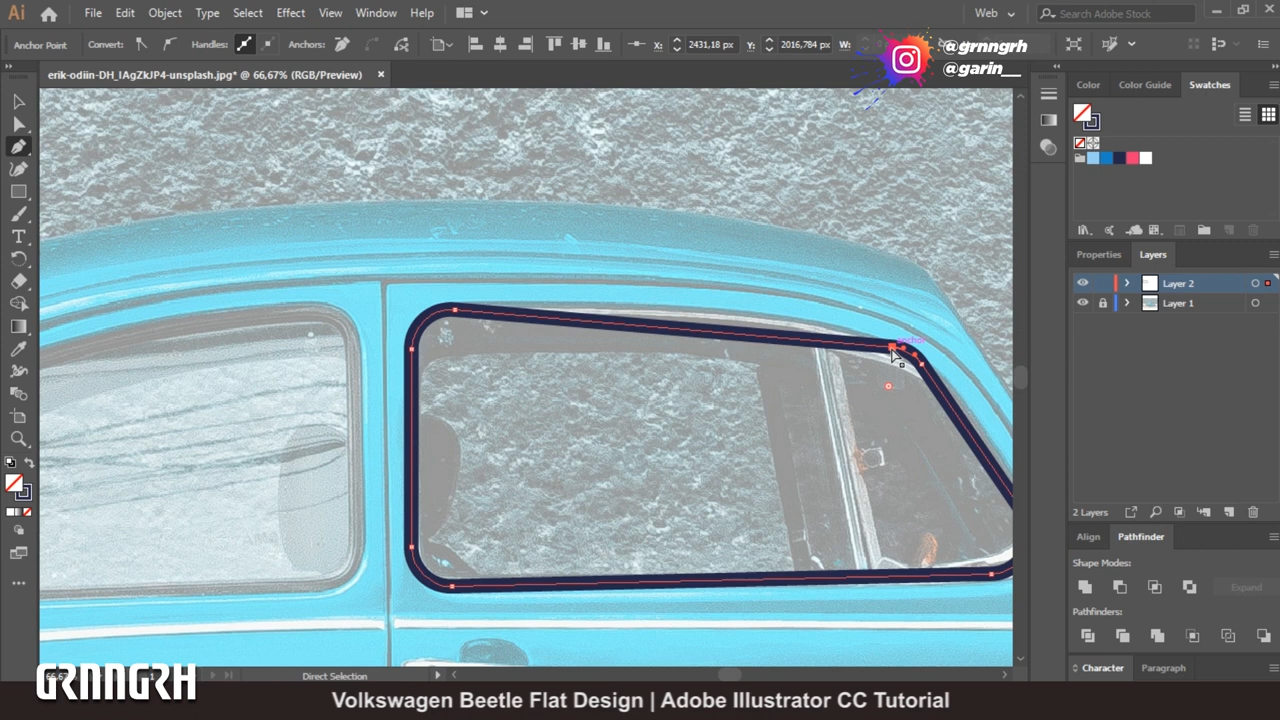 Ai File Edit Object Type Select Effect View Window Help Web Search Adobe Stock
Anchor Point Convert: Handles: Anchors: X: 2431,18 px Y: 2016,784 px W:
@grnngrh
@garin__
erik-odiin-DH_IAgZkJP4-unsplash.jpg* @ 66,67% (RGB/Preview) ×
Color Color Guide Swatches
Properties Layers
Layer 2
Layer 1
anchor
2 Layers
Align Pathfinder
Shape Modes:
Expand
Pathfinders:
Character Paragraph
GRNNGRH
66,67% Direct Selection
Volkswagen Beetle Flat Design | Adobe Illustrator CC Tutorial